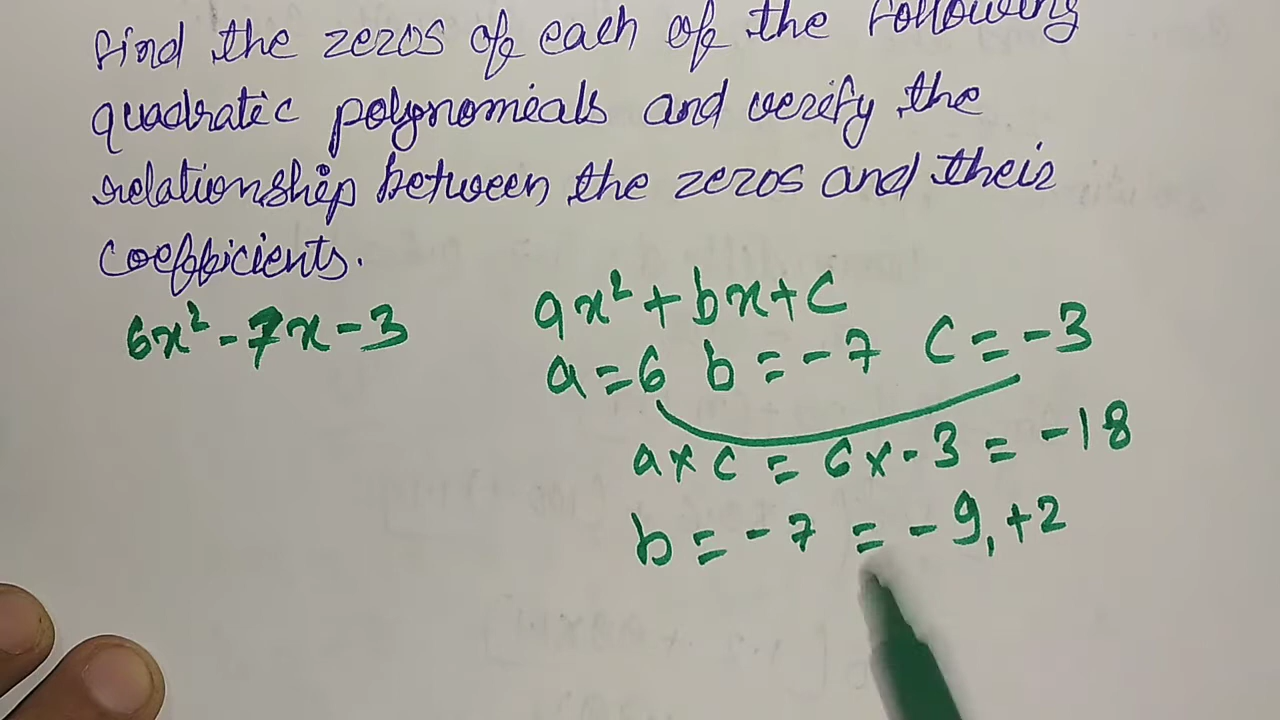 find the zeros of each of the following
quadratic polynomials and verify the
relationship between the zeros and their
coefficients.
6x² - 7x - 3
ax² + bx + c
a = 6 b = -7 c = -3
a × c = 6 × -3 = -18
b = -7 = -9, +2